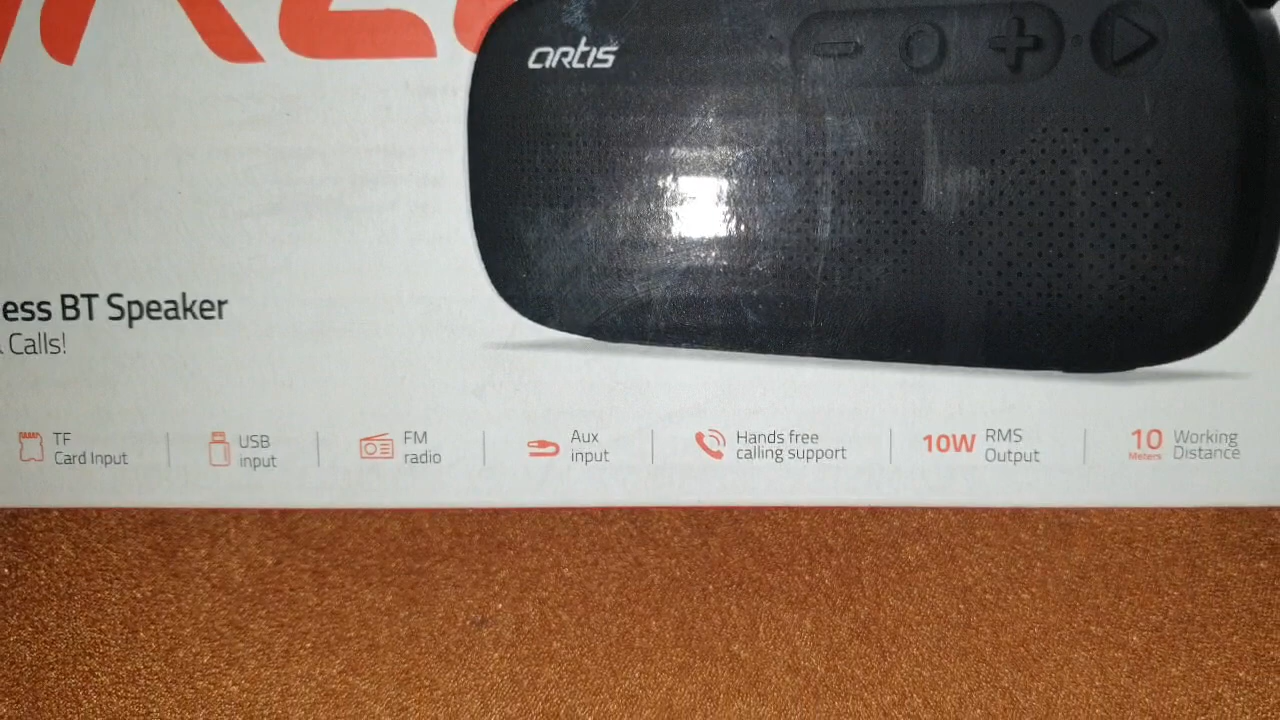 artis
ess BT Speaker
Calls!
TF
Card Input
USB
input
FM
radio
Aux
input
Hands free
calling support
10W RMS
Output
10 Meters
Working
Distance